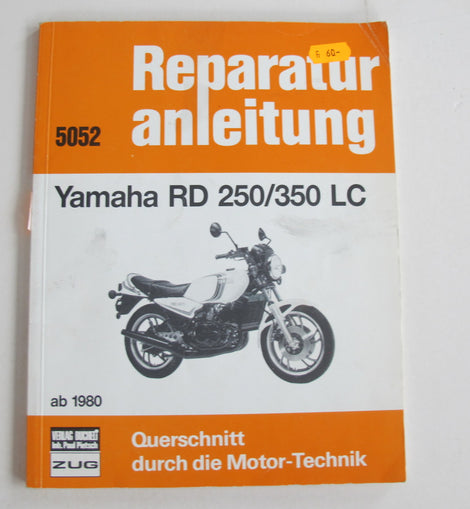 60.-
Reparatur
anleitung
5052
Yamaha RD 250/350 LC
ab 1980
VERLAG BUCHELI
Inh. Paul Pietsch
ZUG
Querschnitt
durch die Motor-Technik